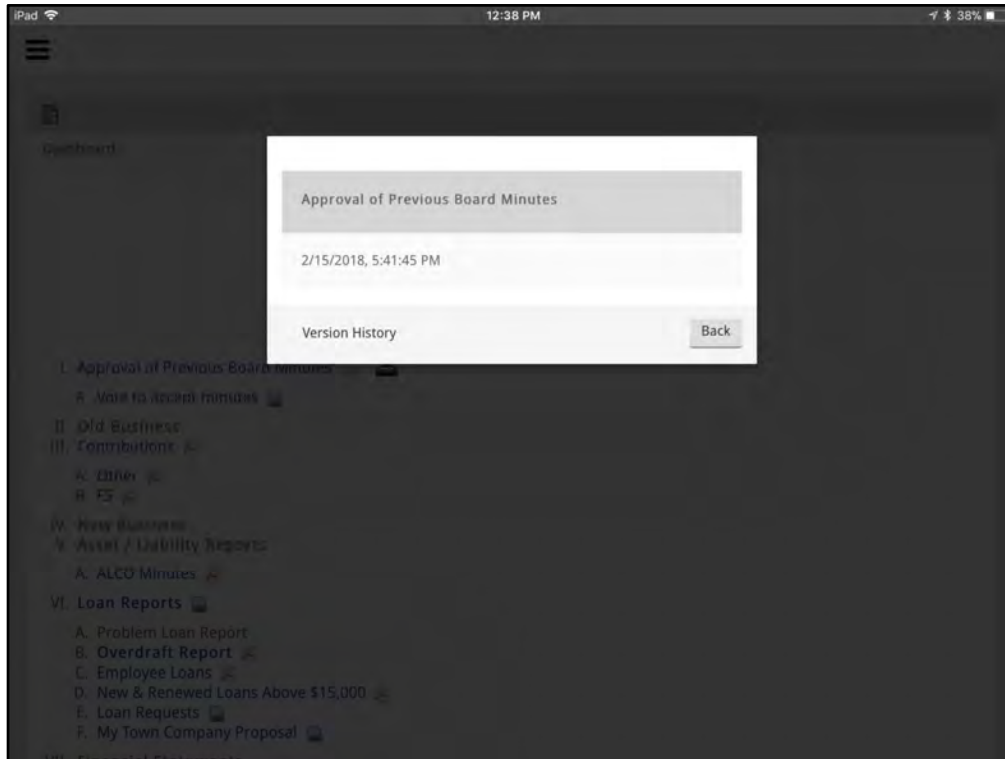 iPad 12:38 PM 38%
Dashboard
Approval of Previous Board Minutes
2/15/2018, 5:41:45 PM
Version History Back
I. Approval of Previous Board Minutes
A. Vote to accept minutes
II. Old Business
III. Contributions
A. Other
B. FS
IV. New Business
V. Asset / Liability Reports
A. ALCO Minutes
VI. Loan Reports
A. Problem Loan Report
B. Overdraft Report
C. Employee Loans
D. New & Renewed Loans Above $15,000
E. Loan Requests
F. My Town Company Proposal